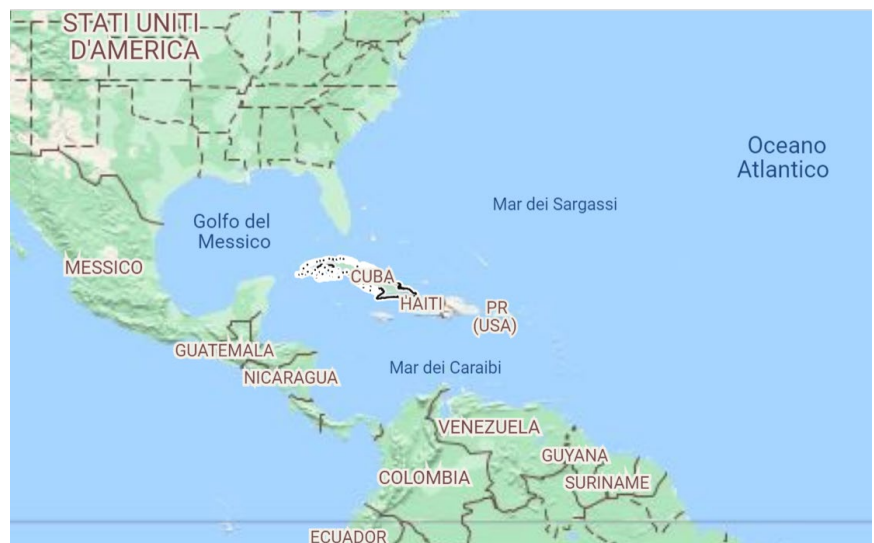 STATI UNITI
D'AMERICA
Oceano
Atlantico
Mar dei Sargassi
Golfo del
Messico
MESSICO
CUBA
HAITI
PR
(USA)
GUATEMALA
Mar dei Caraibi
NICARAGUA
VENEZUELA
GUYANA
COLOMBIA
SURINAME
ECUADOR